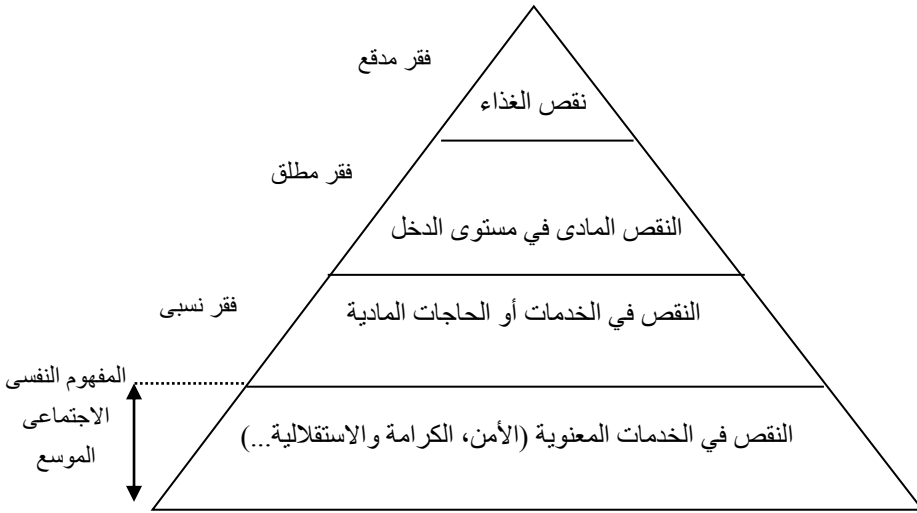 فقر مدقع
نقص الغذاء
فقر مطلق
النقص المادى في مستوى الدخل
فقر نسبى
النقص في الخدمات أو الحاجات المادية
المفهوم النفسى
الاجتماعى
الموسع
النقص في الخدمات المعنوية (الأمن، الكرامة والاستقلالية...)